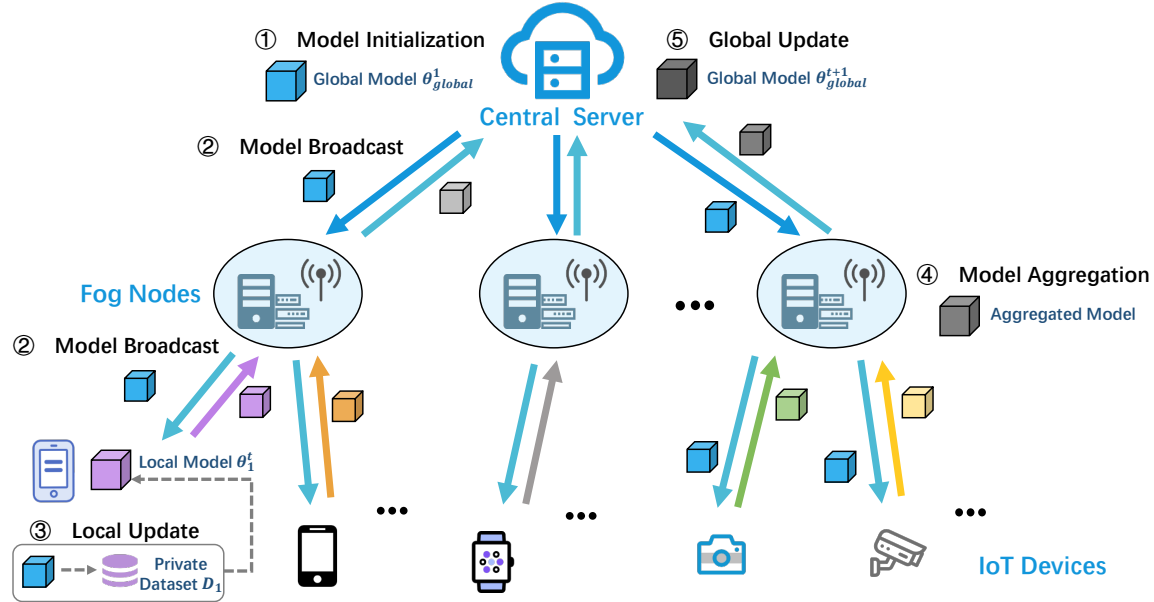 ① Model Initialization
Global Model θ¹global
⑤ Global Update
Global Model θᵗ⁺¹global
Central Server
② Model Broadcast
Fog Nodes
④ Model Aggregation
Aggregated Model
② Model Broadcast
Local Model θ₁ᵗ
③ Local Update
Private
Dataset D₁
IoT Devices